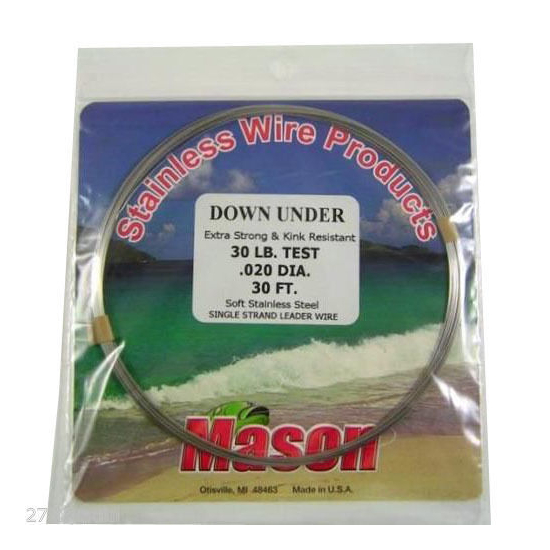 Stainless Wire Products
DOWN UNDER
Extra Strong & Kink Resistant
30 LB. TEST
.020 DIA.
30 FT.
Soft Stainless Steel
SINGLE STRAND LEADER WIRE
Mason
Otisville, MI 48463 Made in U.S.A.